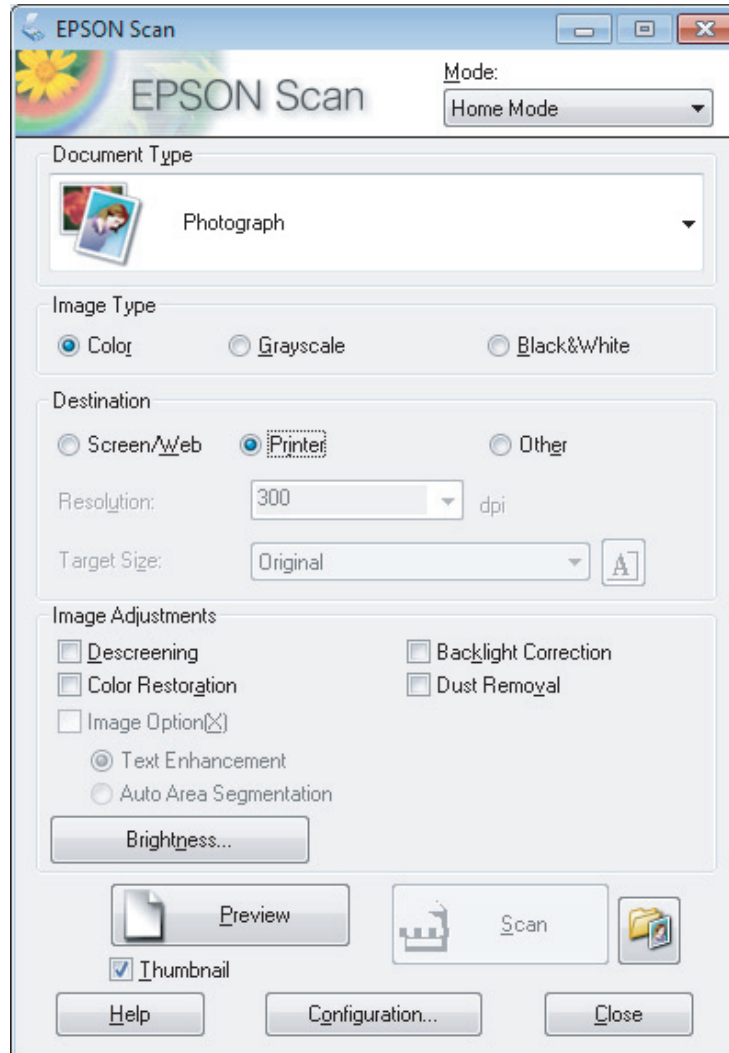 EPSON Scan
EPSON Scan
Mode:
Home Mode
Document Type
Photograph
Image Type
Color Grayscale Black&White
Destination
Screen/Web Printer Other
Resolution: 300 dpi
Target Size: Original A
Image Adjustments
Descreening Backlight Correction
Color Restoration Dust Removal
Image Option(X)
Text Enhancement
Auto Area Segmentation
Brightness...
Preview Scan
Thumbnail
Help Configuration... Close